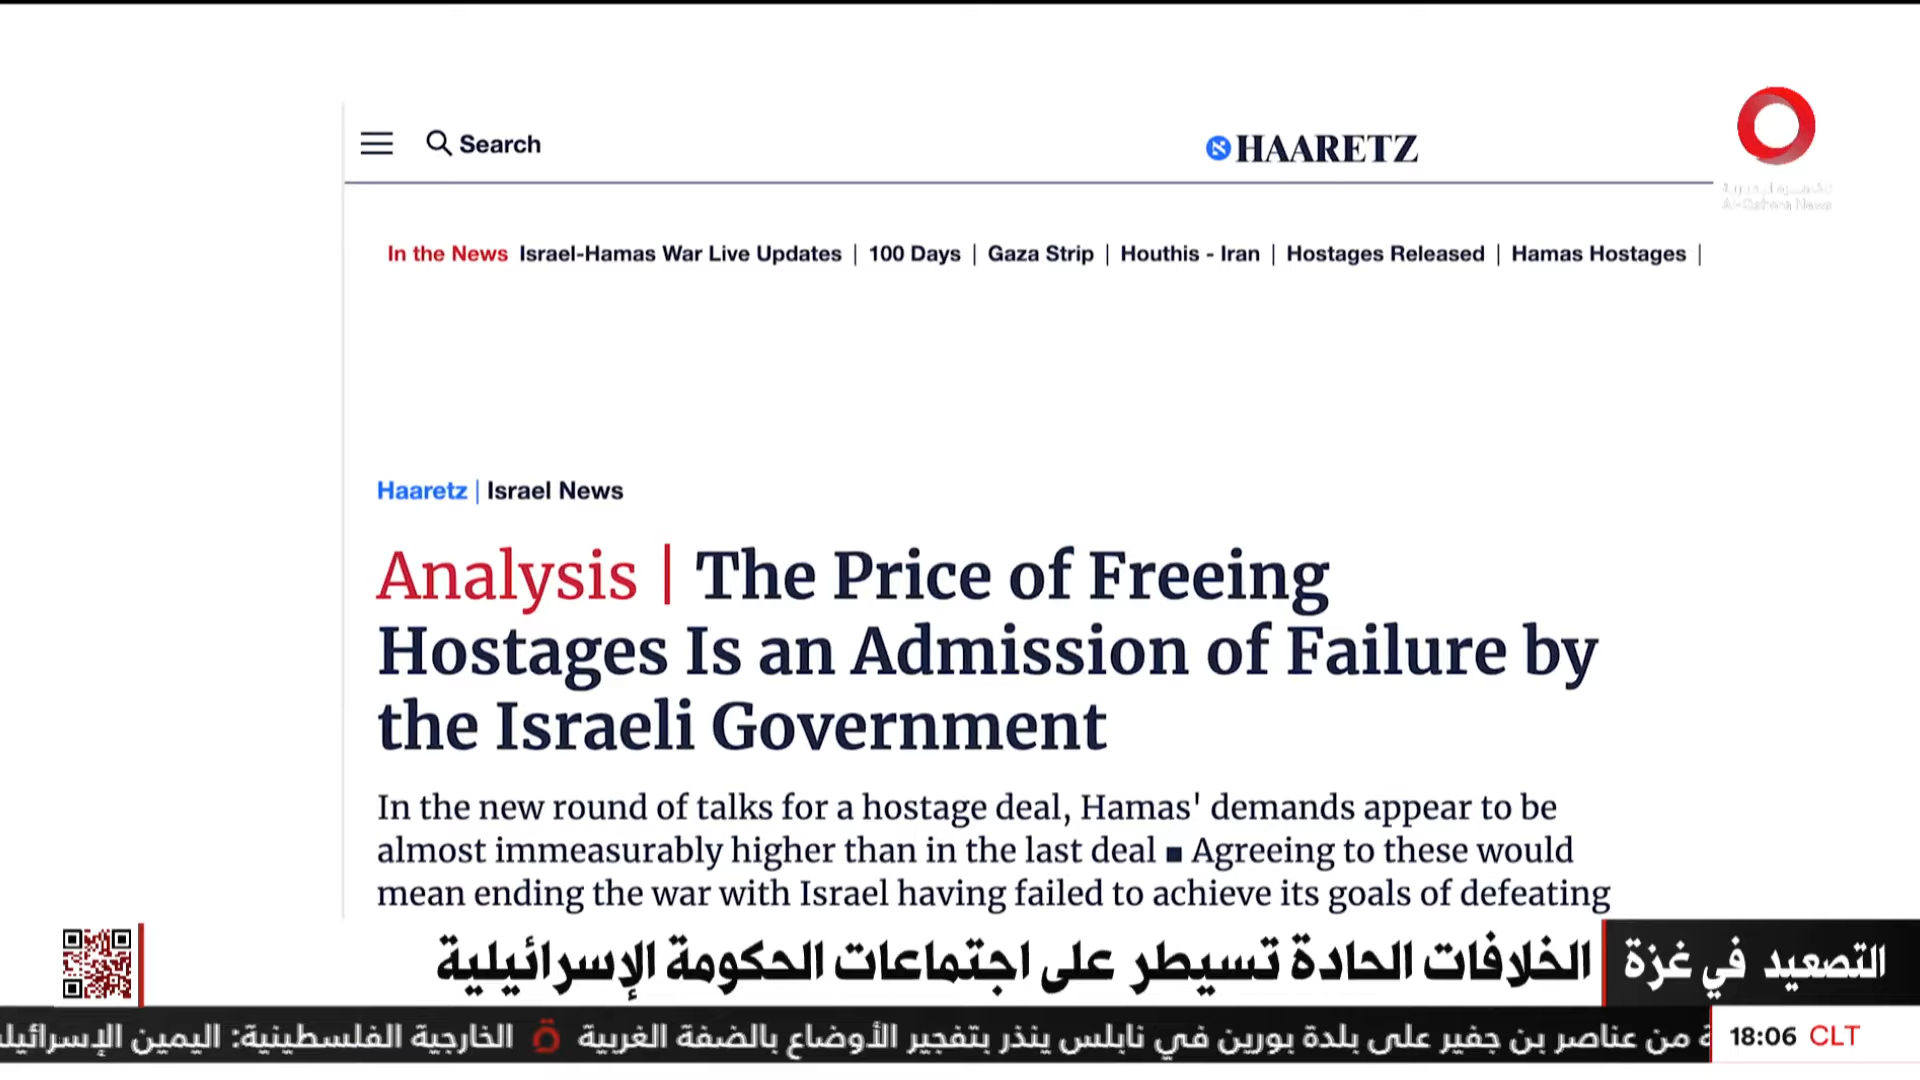 Search
HAARETZ
القاهرة الإخبارية
Al-Qahera News
In the News Israel-Hamas War Live Updates | 100 Days | Gaza Strip | Houthis - Iran | Hostages Released | Hamas Hostages |
Haaretz | Israel News
Analysis | The Price of Freeing
Hostages Is an Admission of Failure by
the Israeli Government
In the new round of talks for a hostage deal, Hamas' demands appear to be
almost immeasurably higher than in the last deal ■ Agreeing to these would
mean ending the war with Israel having failed to achieve its goals of defeating
التصعيد في غزة
الخلافات الحادة تسيطر على اجتماعات الحكومة الإسرائيلية
من عناصر بن جفير على بلدة بورين في نابلس ينذر بتفجير الأوضاع بالضفة الغربية الخارجية الفلسطينية: اليمين
18:06 CLT